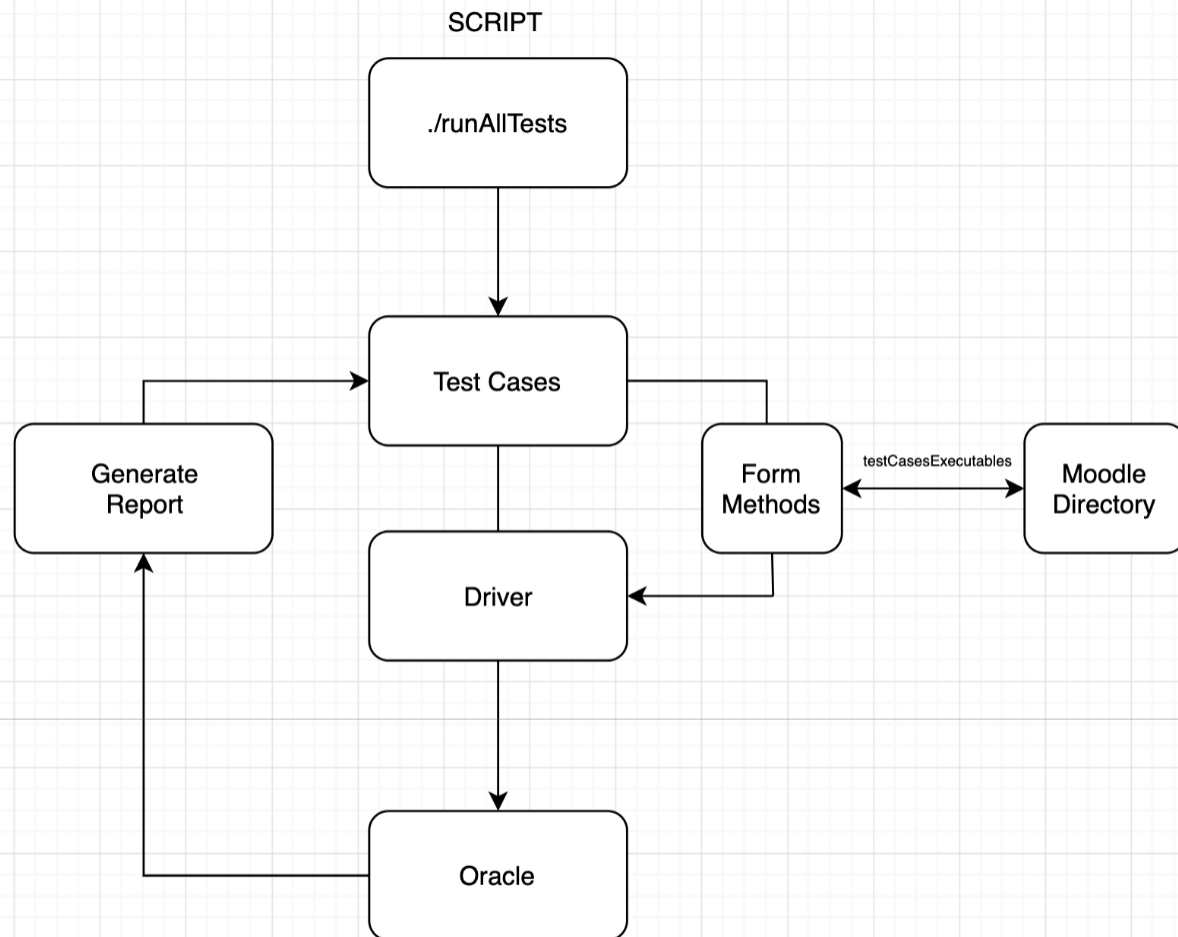 SCRIPT
./runAllTests
Test Cases
Generate
Report
Form
Methods
testCasesExecutables
Moodle
Directory
Driver
Oracle